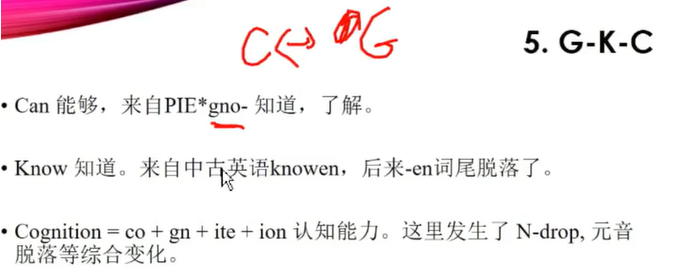 C↔G
5. G-K-C
• Can 能够，来自PIE*gno- 知道，了解。
• Know 知道。来自中古英语knowen，后来-en词尾脱落了。
• Cognition = co + gn + ite + ion 认知能力。这里发生了 N-drop, 元音
脱落等综合变化。